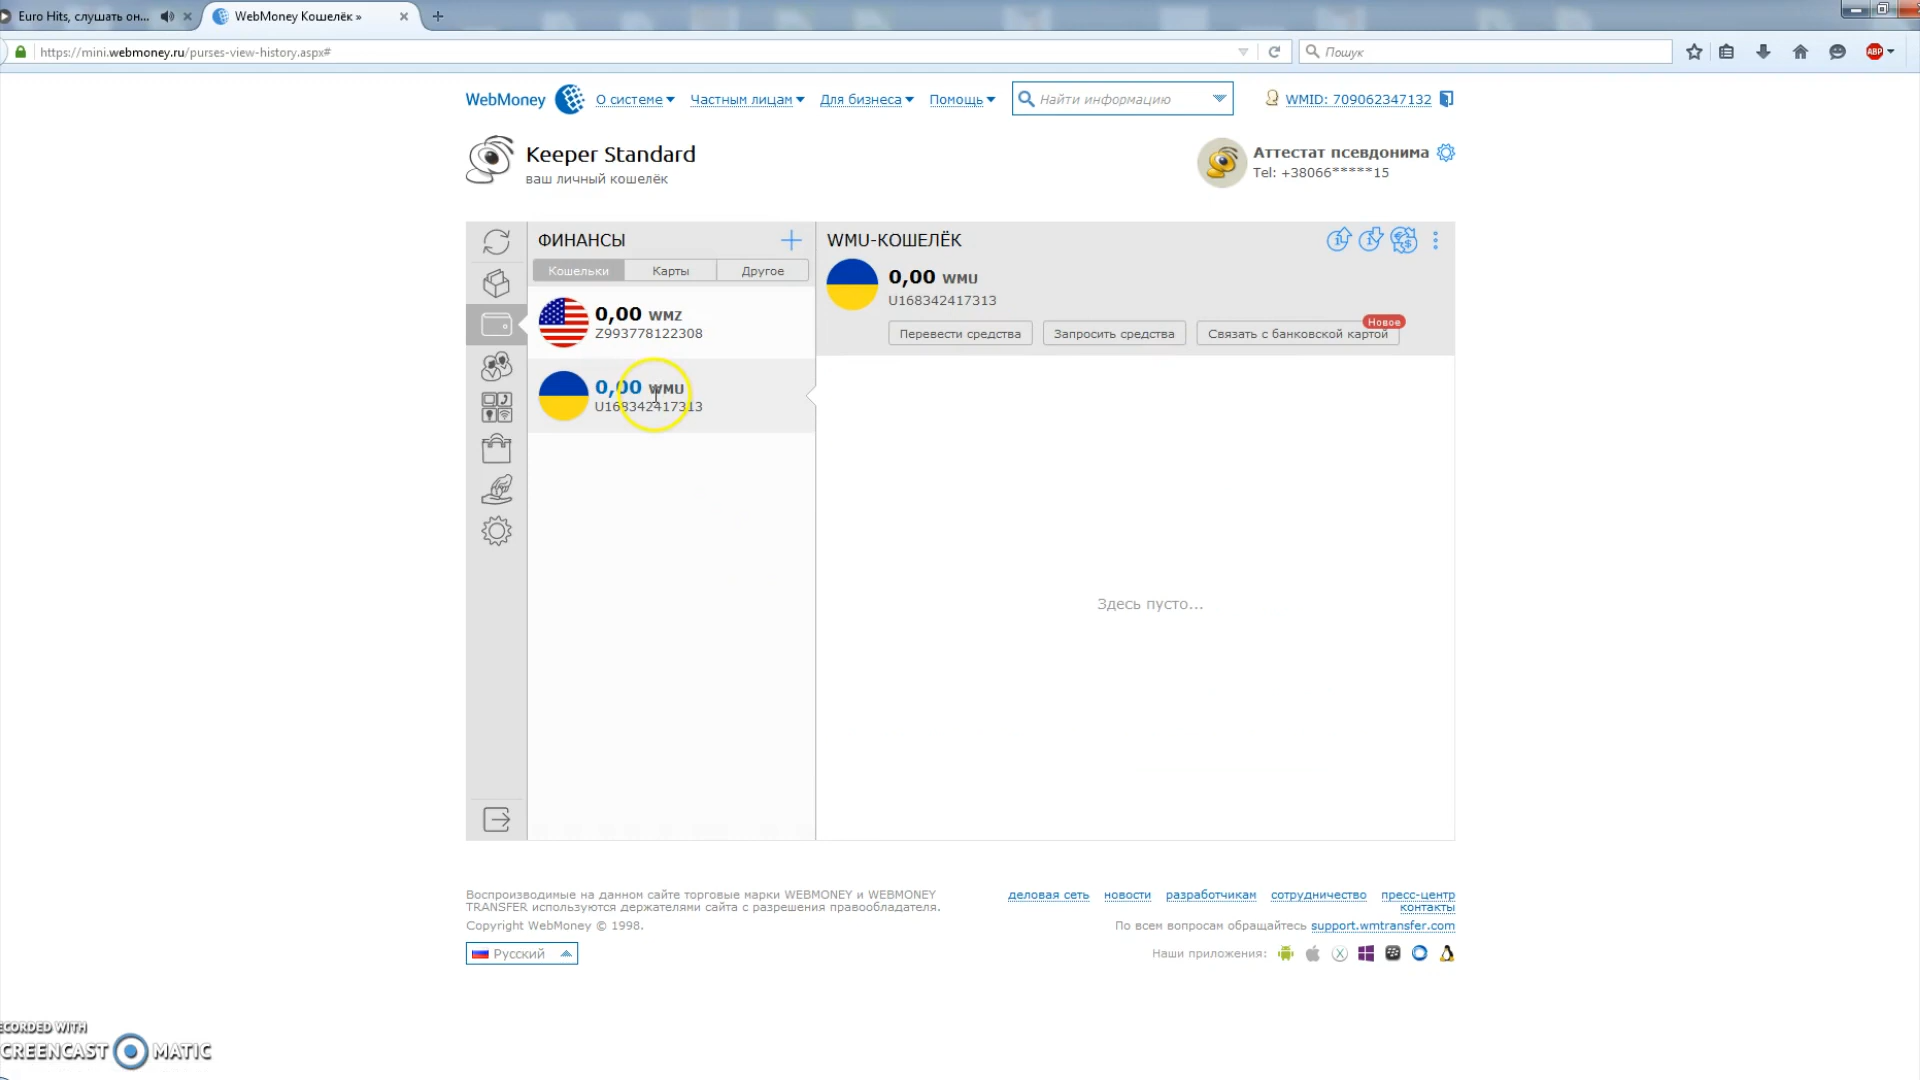 Euro Hits, слушать он...
WebMoney Кошелёк »
https://mini.webmoney.ru/purses-view-history.aspx#
Пошук
ABP
WebMoney
О системе
Частным лицам
Для бизнеса
Помощь
Найти информацию
WMID: 709062347132
Keeper Standard
ваш личный кошелёк
Аттестат псевдонима
Tel: +38066*****15
ФИНАНСЫ
Кошельки
Карты
Другое
0,00 WMZ
Z993778122308
0,00 WMU
U168342417313
WMU-КОШЕЛЁК
0,00 WMU
U168342417313
Перевести средства
Запросить средства
Связать с банковской картой
Новое
Здесь пусто...
Воспроизводимые на данном сайте торговые марки WEBMONEY и WEBMONEY
TRANSFER используются держателями сайта с разрешения правообладателя.
Copyright WebMoney © 1998.
Русский
деловая сеть новости разработчикам сотрудничество пресс-центр
контакты
По всем вопросам обращайтесь support.wmtransfer.com
Наши приложения:
ECORDED WITH
CREENCAST MATIC